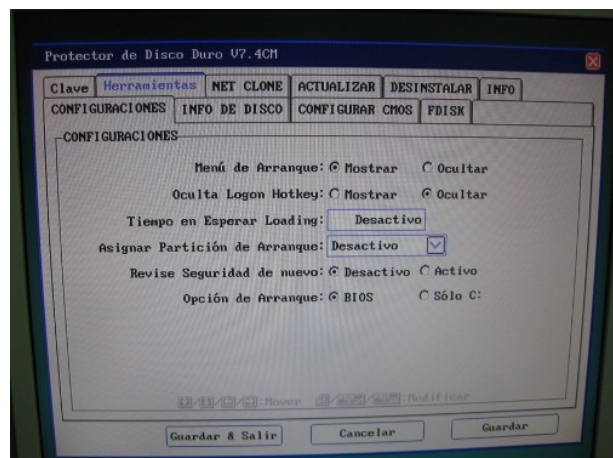 Protector de Disco Duro V7.4CM
Clave Herramientas NET CLONE ACTUALIZAR DESINSTALAR INFO
CONFIGURACIONES INFO DE DISCO CONFIGURAR CMOS FDISK
CONFIGURACIONES
Menú de Arranque: Mostrar Ocultar
Oculta Logon Hotkey: Mostrar Ocultar
Tiempo en Esperar Loading: Desactivo
Asignar Partición de Arranque: Desactivo
Revise Seguridad de nuevo: Desactivo Activo
Opción de Arranque: BIOS Sólo C:
:Mover :Modificar
Guardar & Salir Cancelar Guardar